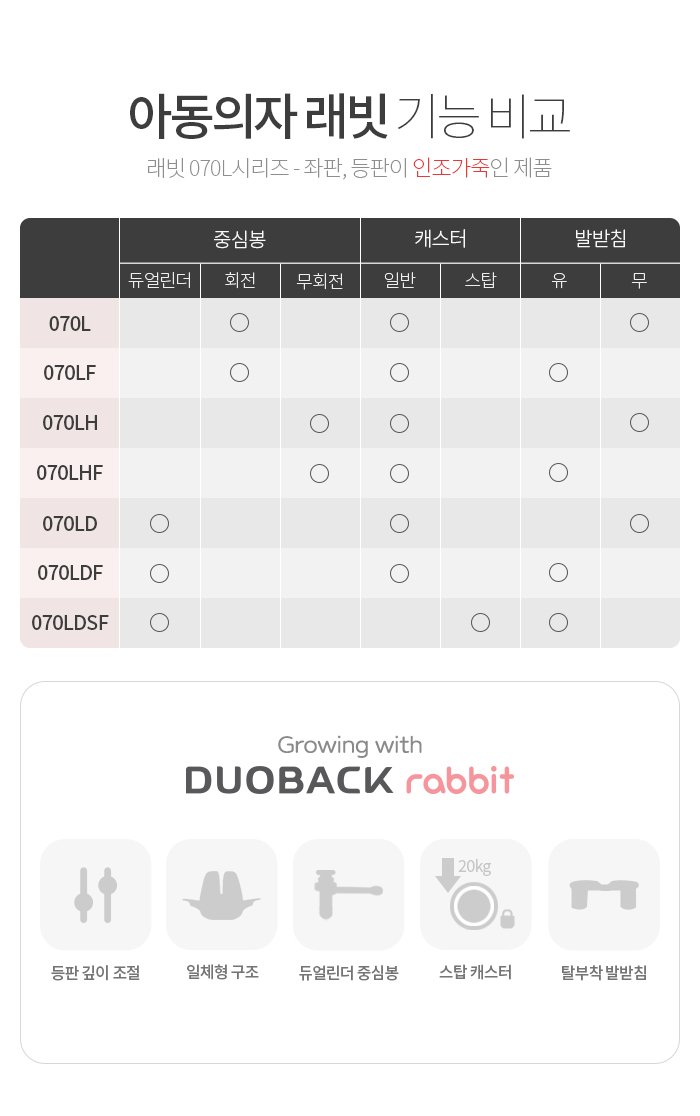 아동의자 래빗 기능 비교
래빗 070L시리즈 - 좌판, 등판이 인조가죽인 제품
중심봉 캐스터 발받침
듀얼린더 회전 무회전 일반 스탑 유 무
070L ○ ○ ○
070LF ○ ○ ○
070LH ○ ○ ○
070LHF ○ ○ ○
070LD ○ ○ ○
070LDF ○ ○ ○
070LDSF ○ ○ ○
Growing with
DUOBACK rabbit
20kg
등판 깊이 조절 일체형 구조 듀얼린더 중심봉 스탑 캐스터 탈부착 발받침